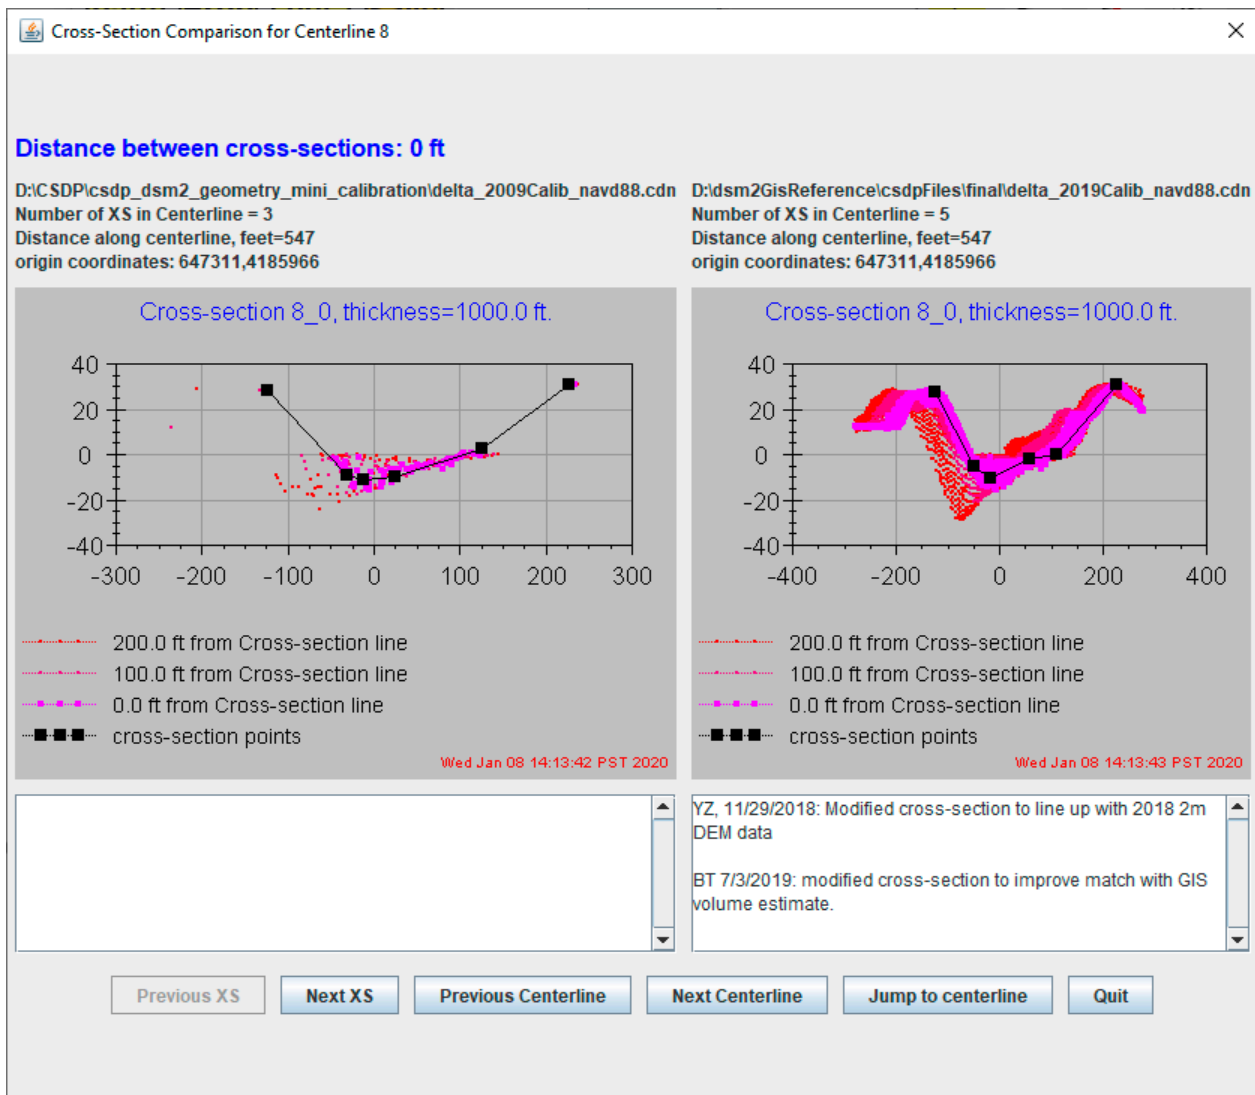 Cross-Section Comparison for Centerline 8
Distance between cross-sections: 0 ft
D:\CSDP\csdp_dsm2_geometry_mini_calibration\delta_2009Calib_navd88.cdn
Number of XS in Centerline = 3
Distance along centerline, feet=547
origin coordinates: 647311,4185966
D:\dsm2GisReference\csdpFiles\final\delta_2019Calib_navd88.cdn
Number of XS in Centerline = 5
Distance along centerline, feet=547
origin coordinates: 647311,4185966
Cross-section 8_0, thickness=1000.0 ft.
40
20
0
-20
-40
-300 -200 -100 0 100 200 300
200.0 ft from Cross-section line
100.0 ft from Cross-section line
0.0 ft from Cross-section line
cross-section points
Wed Jan 08 14:13:42 PST 2020
Cross-section 8_0, thickness=1000.0 ft.
40
20
0
-20
-40
-400 -200 0 200 400
200.0 ft from Cross-section line
100.0 ft from Cross-section line
0.0 ft from Cross-section line
cross-section points
Wed Jan 08 14:13:43 PST 2020
YZ, 11/29/2018: Modified cross-section to line up with 2018 2m
DEM data
BT 7/3/2019: modified cross-section to improve match with GIS
volume estimate.
Previous XS Next XS Previous Centerline Next Centerline Jump to centerline Quit